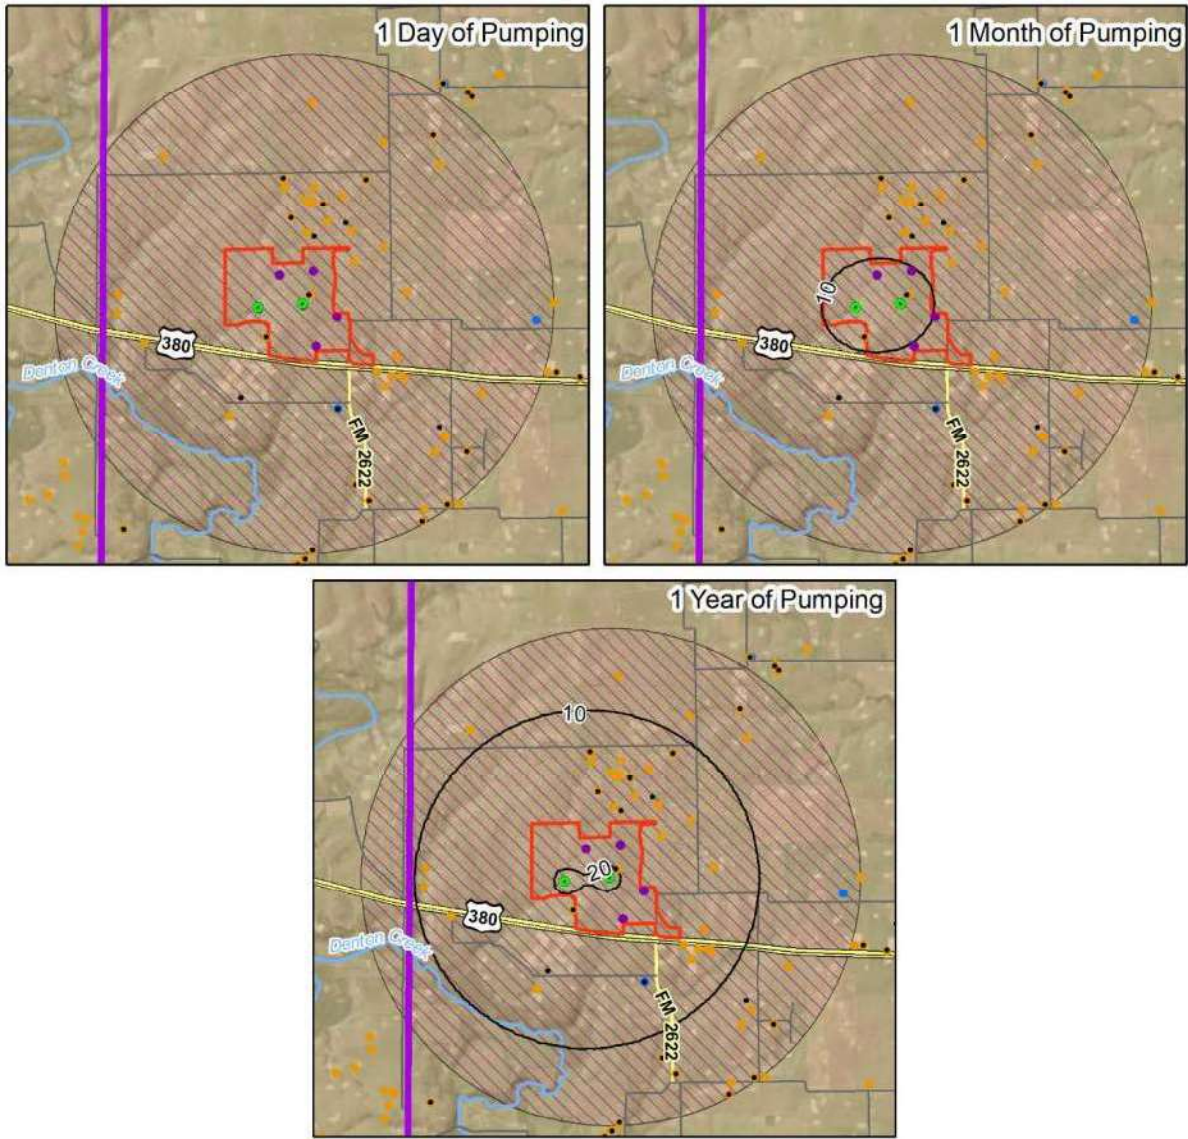 1 Day of Pumping
380
Denton Creek
FM 2622
1 Month of Pumping
10
380
Denton Creek
FM 2622
1 Year of Pumping
10
20
380
Denton Creek
FM 2622